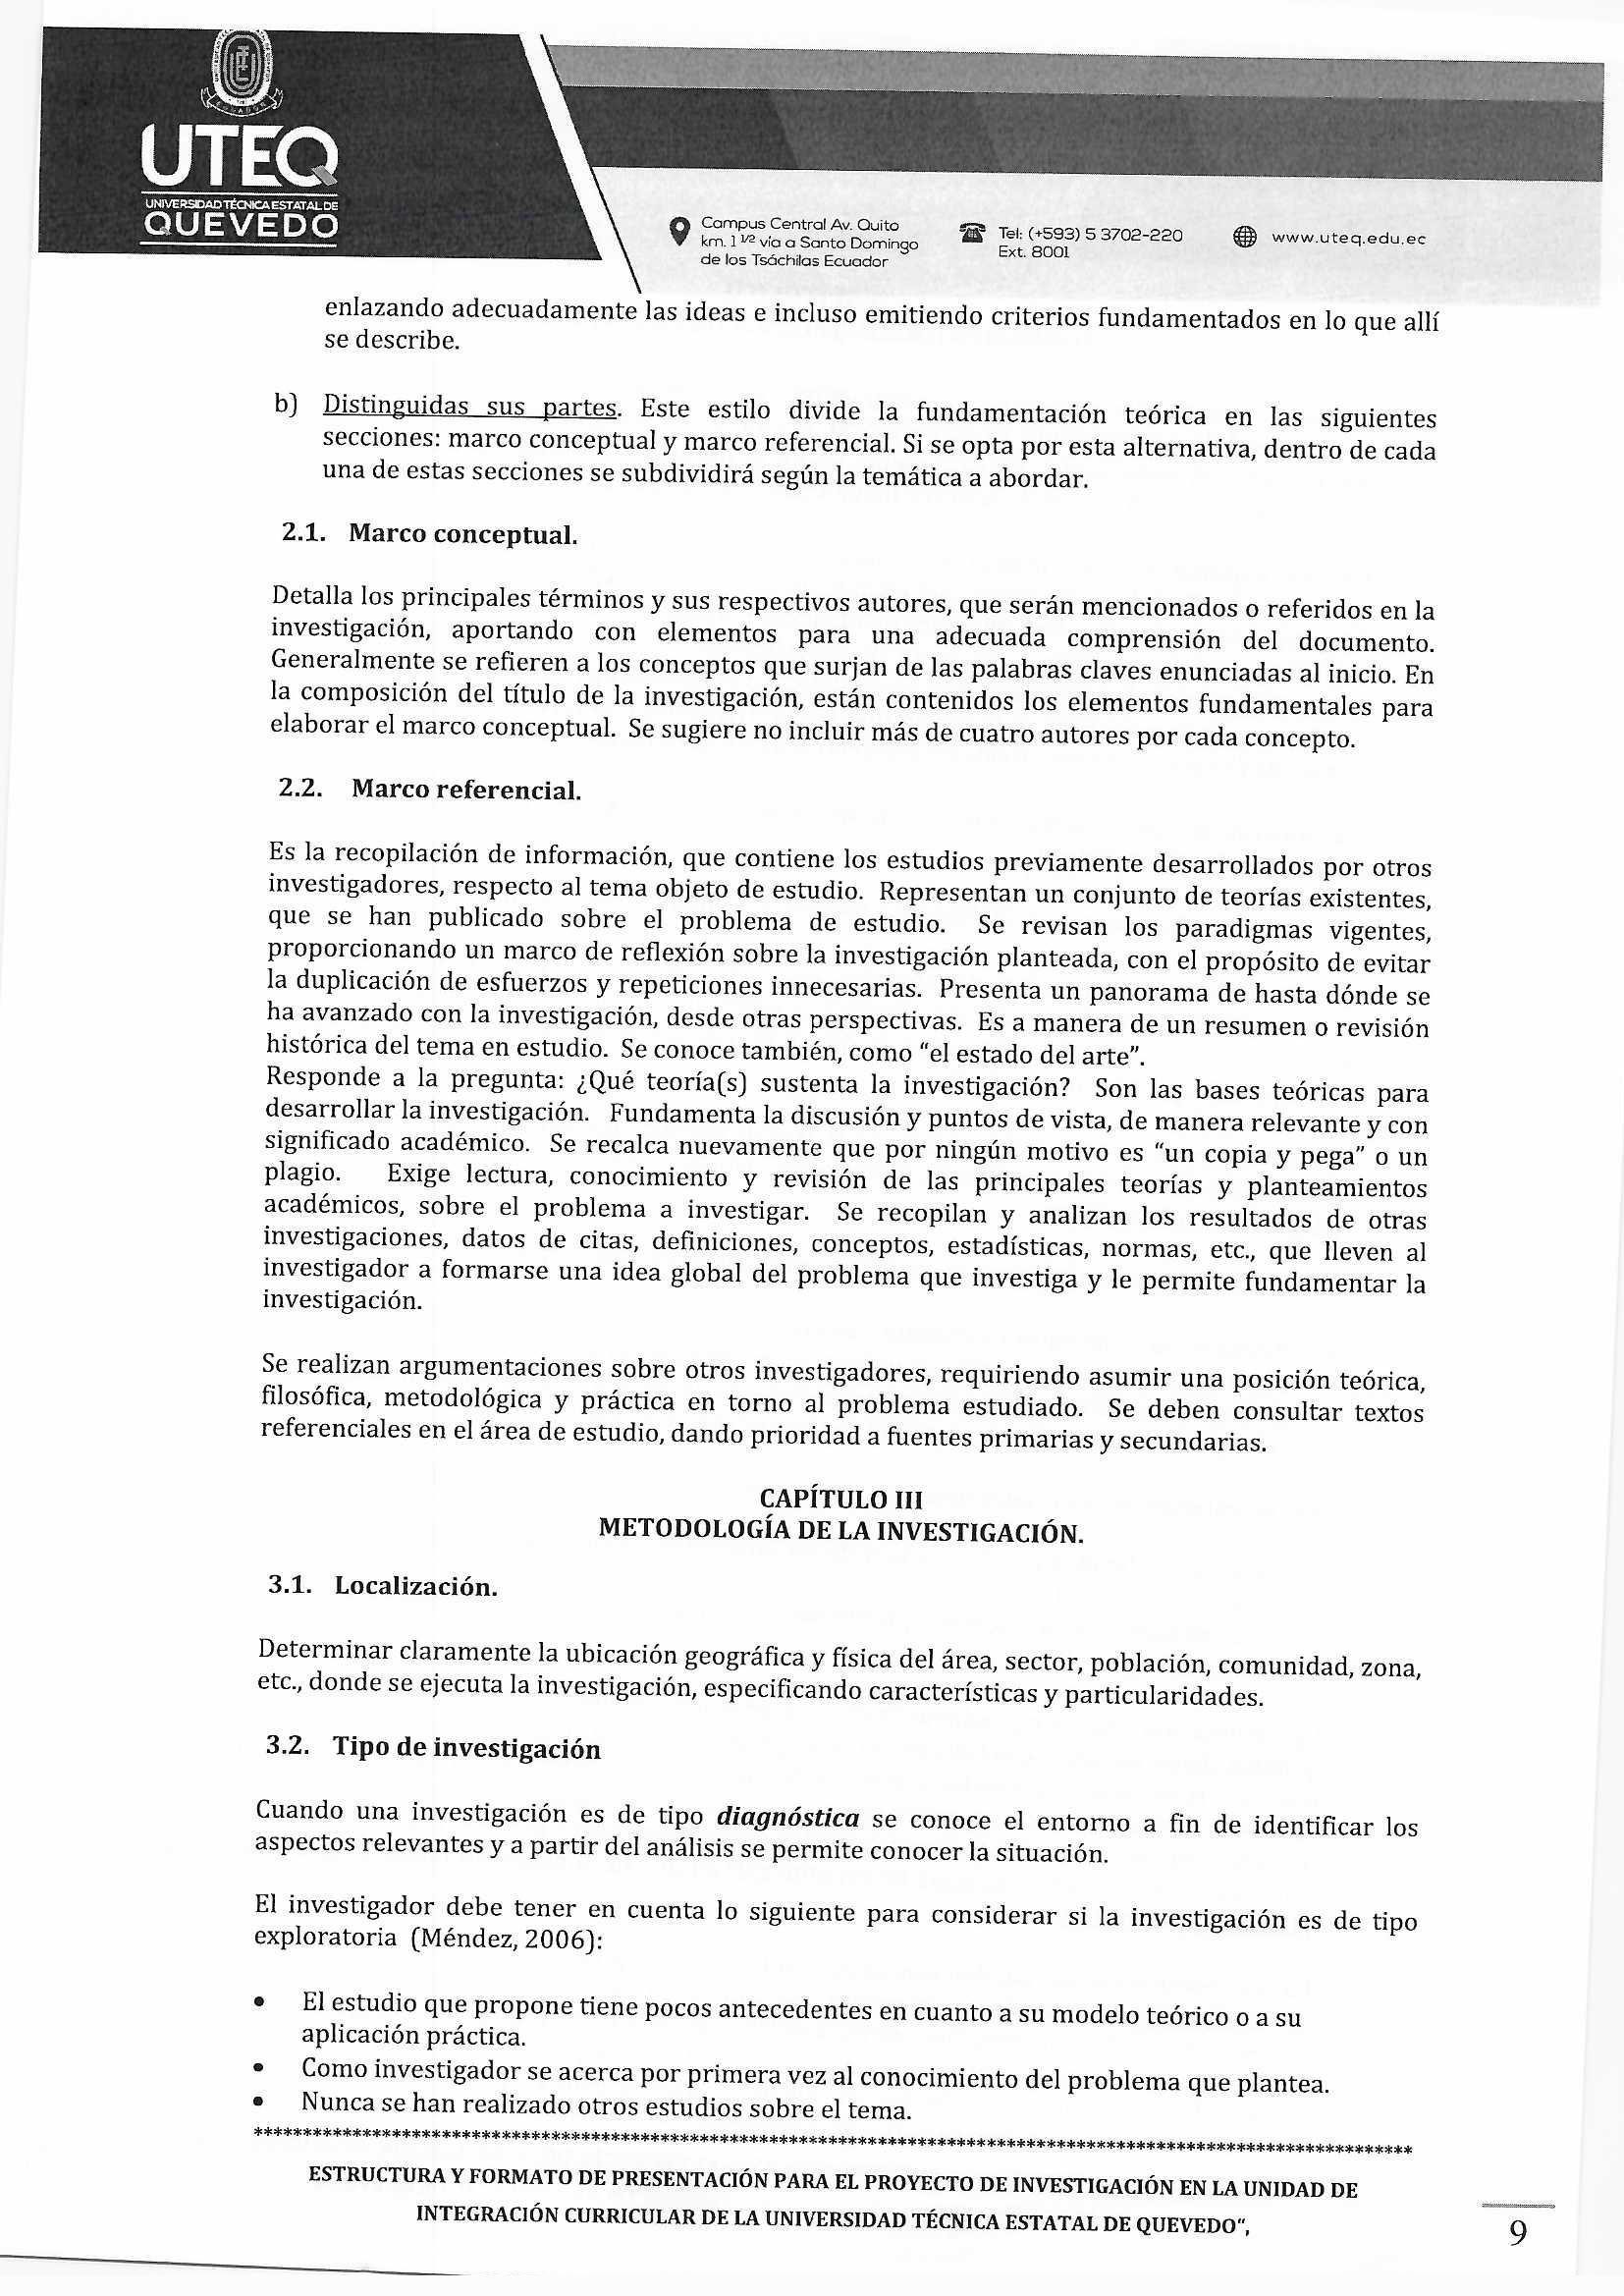 UTEQ
UNIVERSIDAD TÉCNICA ESTATAL DE
QUEVEDO
Campus Central Av. Quito
km. 1 1/2 vía a Santo Domingo
de los Tsáchilas Ecuador
Tel: (+593) 5 3702-220
Ext. 8001
www.uteq.edu.ec
enlazando adecuadamente las ideas e incluso emitiendo criterios fundamentados en lo que allí
se describe.
b) Distinguidas sus partes. Este estilo divide la fundamentación teórica en las siguientes
secciones: marco conceptual y marco referencial. Si se opta por esta alternativa, dentro de cada
una de estas secciones se subdividirá según la temática a abordar.
2.1. Marco conceptual.
Detalla los principales términos y sus respectivos autores, que serán mencionados o referidos en la
investigación, aportando con elementos para una adecuada comprensión del documento.
Generalmente se refieren a los conceptos que surjan de las palabras claves enunciadas al inicio. En
la composición del título de la investigación, están contenidos los elementos fundamentales para
elaborar el marco conceptual. Se sugiere no incluir más de cuatro autores por cada concepto.
2.2. Marco referencial.
Es la recopilación de información, que contiene los estudios previamente desarrollados por otros
investigadores, respecto al tema objeto de estudio. Representan un conjunto de teorías existentes,
que se han publicado sobre el problema de estudio. Se revisan los paradigmas vigentes,
proporcionando un marco de reflexión sobre la investigación planteada, con el propósito de evitar
la duplicación de esfuerzos y repeticiones innecesarias. Presenta un panorama de hasta dónde se
ha avanzado con la investigación, desde otras perspectivas. Es a manera de un resumen o revisión
histórica del tema en estudio. Se conoce también, como “el estado del arte”.
Responde a la pregunta: ¿Qué teoría(s) sustenta la investigación? Son las bases teóricas para
desarrollar la investigación. Fundamenta la discusión y puntos de vista, de manera relevante y con
significado académico. Se recalca nuevamente que por ningún motivo es “un copia y pega” o un
plagio. Exige lectura, conocimiento y revisión de las principales teorías y planteamientos
académicos, sobre el problema a investigar. Se recopilan y analizan los resultados de otras
investigaciones, datos de citas, definiciones, conceptos, estadísticas, normas, etc., que lleven al
investigador a formarse una idea global del problema que investiga y le permite fundamentar la
investigación.
Se realizan argumentaciones sobre otros investigadores, requiriendo asumir una posición teórica,
filosófica, metodológica y práctica en torno al problema estudiado. Se deben consultar textos
referenciales en el área de estudio, dando prioridad a fuentes primarias y secundarias.
CAPÍTULO III
METODOLOGÍA DE LA INVESTIGACIÓN.
3.1. Localización.
Determinar claramente la ubicación geográfica y física del área, sector, población, comunidad, zona,
etc., donde se ejecuta la investigación, especificando características y particularidades.
3.2. Tipo de investigación
Cuando una investigación es de tipo diagnóstica se conoce el entorno a fin de identificar los
aspectos relevantes y a partir del análisis se permite conocer la situación.
El investigador debe tener en cuenta lo siguiente para considerar si la investigación es de tipo
exploratoria (Méndez, 2006):
• El estudio que propone tiene pocos antecedentes en cuanto a su modelo teórico o a su
aplicación práctica.
• Como investigador se acerca por primera vez al conocimiento del problema que plantea.
• Nunca se han realizado otros estudios sobre el tema.
**********************************************************************************************************************
ESTRUCTURA Y FORMATO DE PRESENTACIÓN PARA EL PROYECTO DE INVESTIGACIÓN EN LA UNIDAD DE
INTEGRACIÓN CURRICULAR DE LA UNIVERSIDAD TÉCNICA ESTATAL DE QUEVEDO",
9